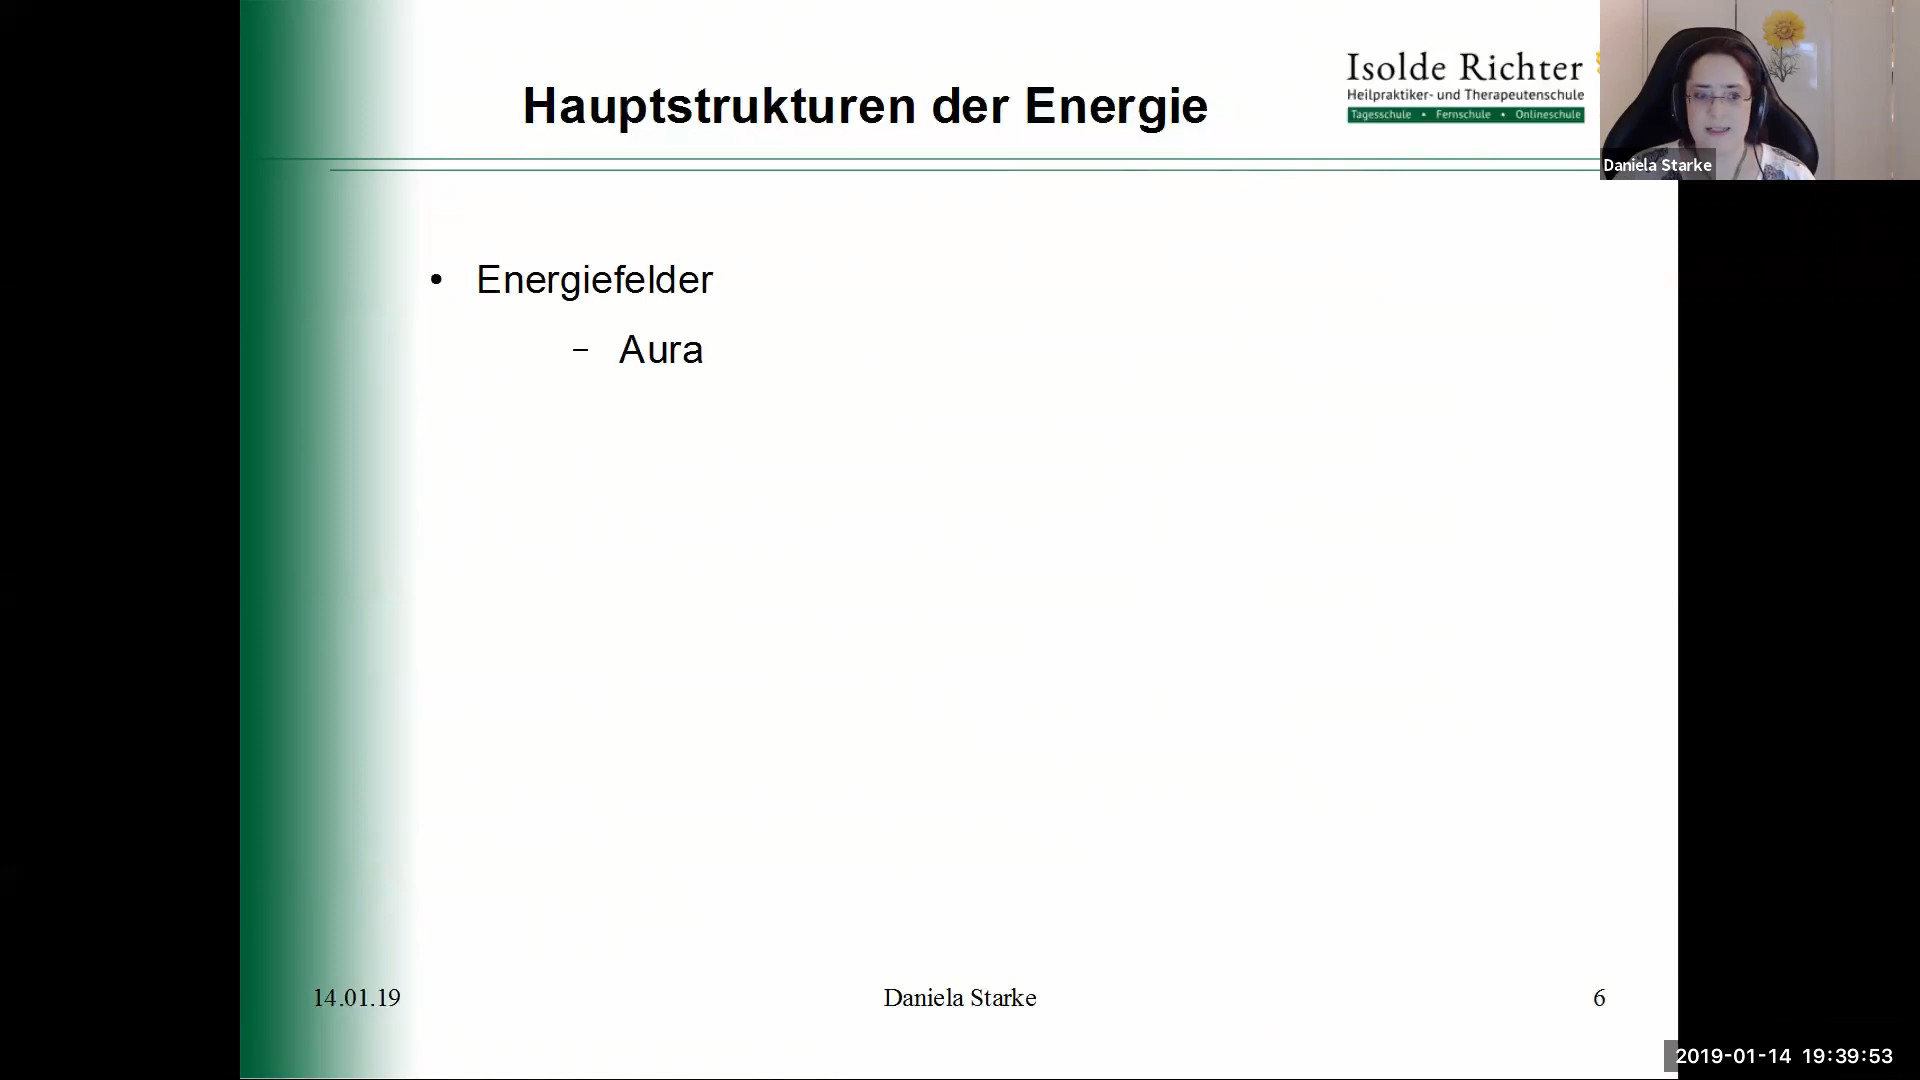 Hauptstrukturen der Energie
Isolde Richter
Heilpraktiker- und Therapeutenschule
Tagesschule • Fernschule • Onlineschule
Daniela Starke
• Energiefelder
– Aura
14.01.19
Daniela Starke
6
2019-01-14 19:39:53